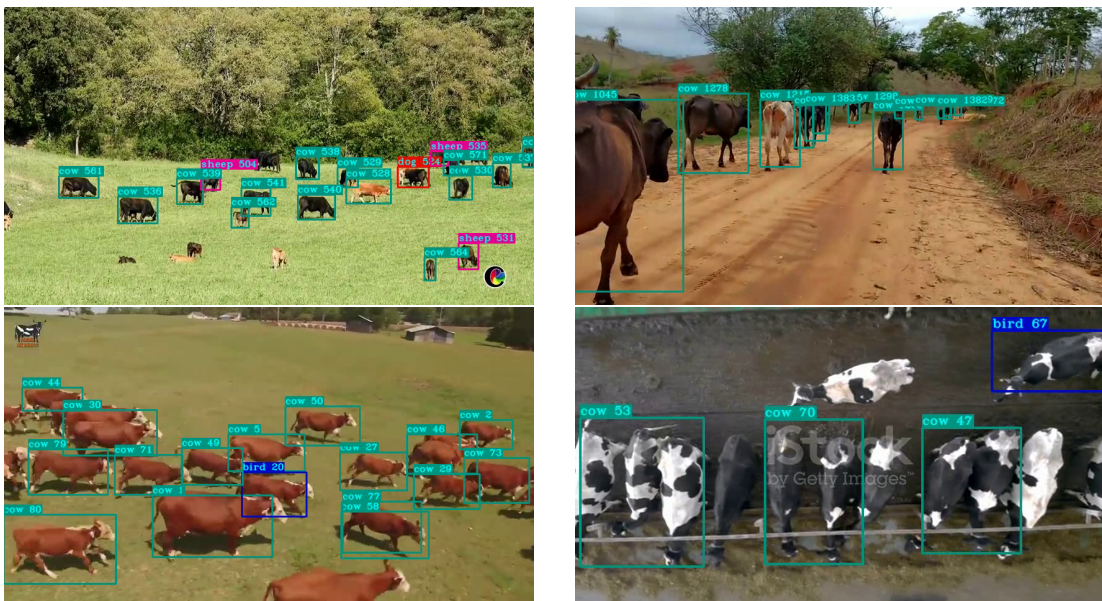 sheep 535
cow 538
dog 524
cow 571
sheep 504
cow 529
cow 561
cow 539
cow 528
cow 530
cow 541
cow 536
cow 540
cow 562
sheep 531
cow 564
cow 1278
cow 1045
cow 44
cow 50
cow 30
cow 2
cow 5
cow 46
cow 49
cow 79
cow 27
cow 71
cow 73
bird 20
cow 29
cow 1
cow 77
cow 58
cow 80
bird 67
cow 53
cow 70
cow 47
iStock
by Getty Images